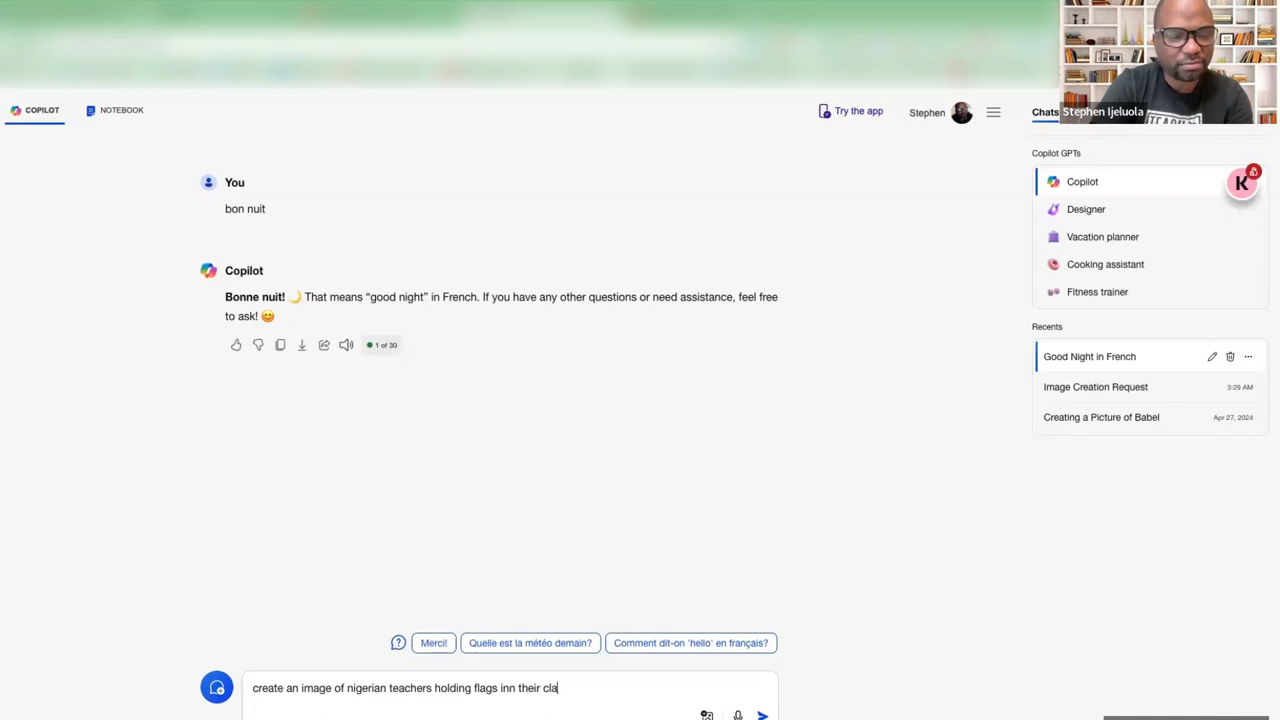 COPILOT
NOTEBOOK
Try the app
Stephen
Chats
Stephen Ijeluola
You
bon nuit
Copilot
Bonne nuit! 🌙 That means “good night” in French. If you have any other questions or need assistance, feel free
to ask! 😊
1 of 30
Copilot GPTs
Copilot
K
Designer
Vacation planner
Cooking assistant
Fitness trainer
Recents
Good Night in French
Image Creation Request
3:29 AM
Creating a Picture of Babel
Apr 27, 2024
Merci!
Quelle est la météo demain?
Comment dit-on 'hello' en français?
create an image of nigerian teachers holding flags inn their cla